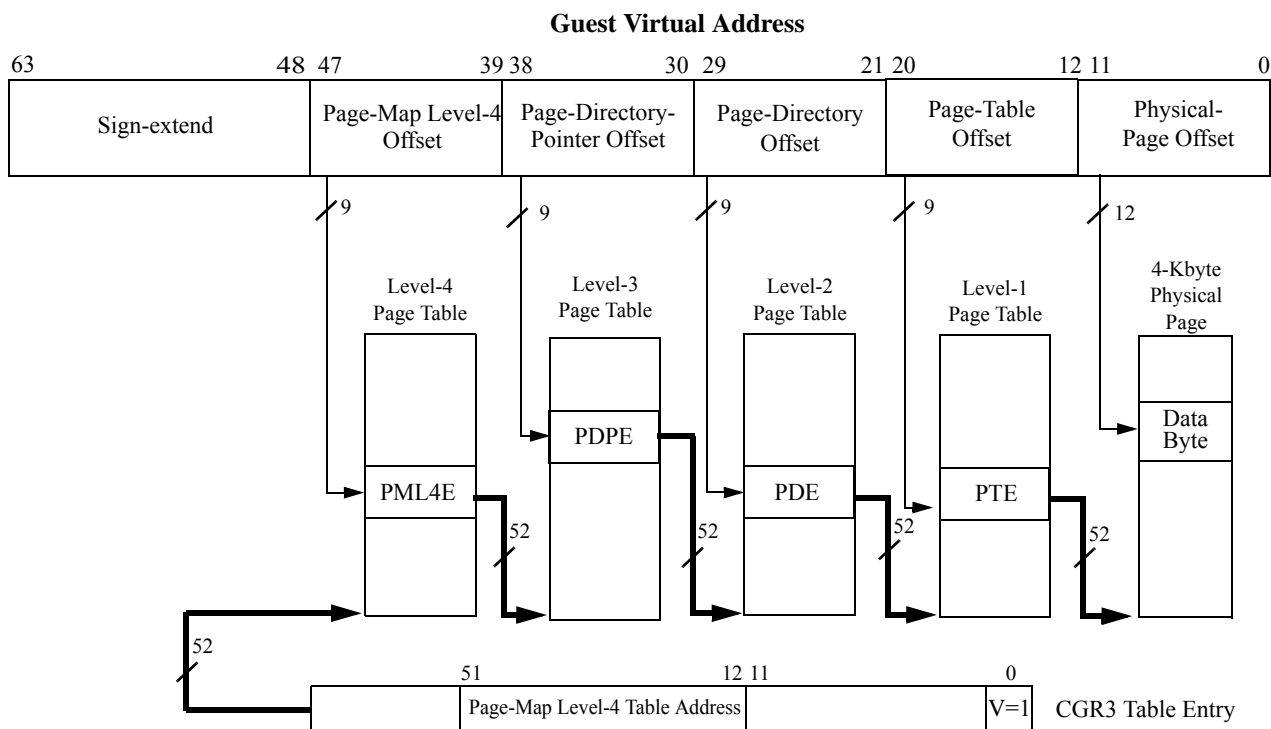 Guest Virtual Address
63 48 47 39 38 30 29 21 20 12 11 0
Sign-extend
Page-Map Level-4
Offset
Page-Directory-
Pointer Offset
Page-Directory
Offset
Page-Table
Offset
Physical-
Page Offset
9
9
9
9
12
Level-4
Page Table
Level-3
Page Table
Level-2
Page Table
Level-1
Page Table
4-Kbyte
Physical
Page
PML4E
PDPE
PDE
PTE
Data
Byte
52
52
52
52
52
51 12 11 0
Page-Map Level-4 Table Address
V=1
CGR3 Table Entry